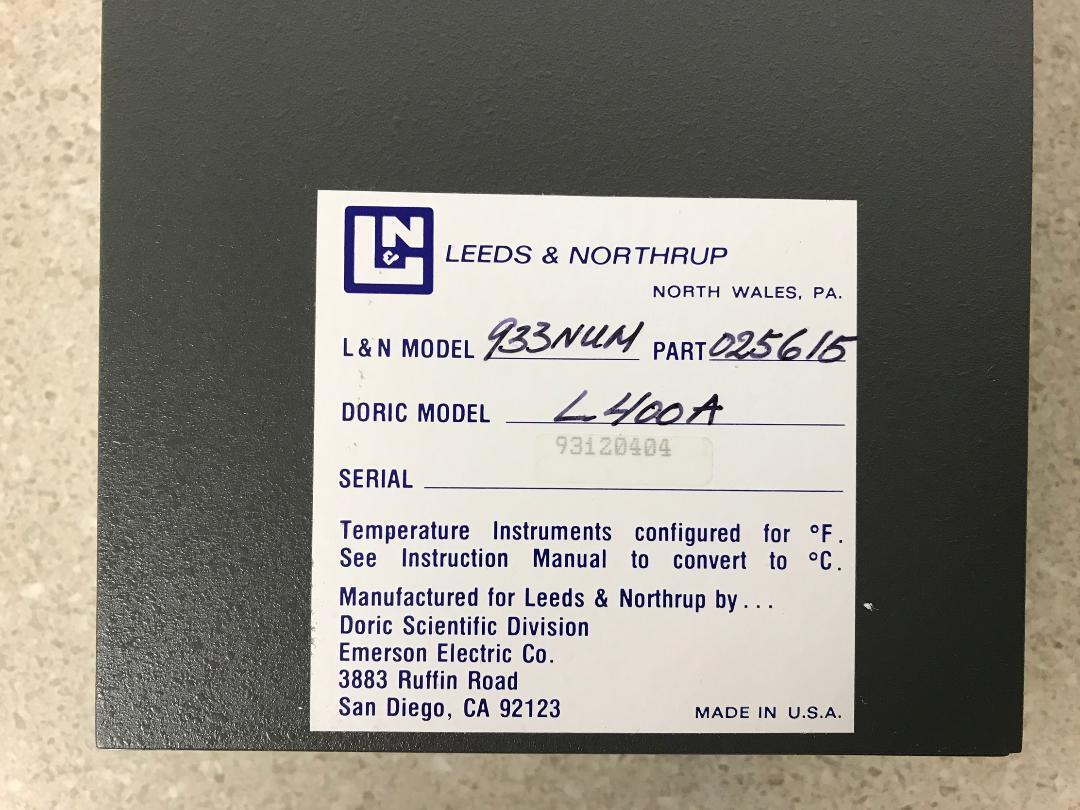 L&N LEEDS & NORTHRUP
NORTH WALES, PA.
L&N MODEL 933NUM PART 025615
DORIC MODEL L400A
93120404
SERIAL
Temperature Instruments configured for °F.
See Instruction Manual to convert to °C.
Manufactured for Leeds & Northrup by...
Doric Scientific Division
Emerson Electric Co.
3883 Ruffin Road
San Diego, CA 92123 MADE IN U.S.A.